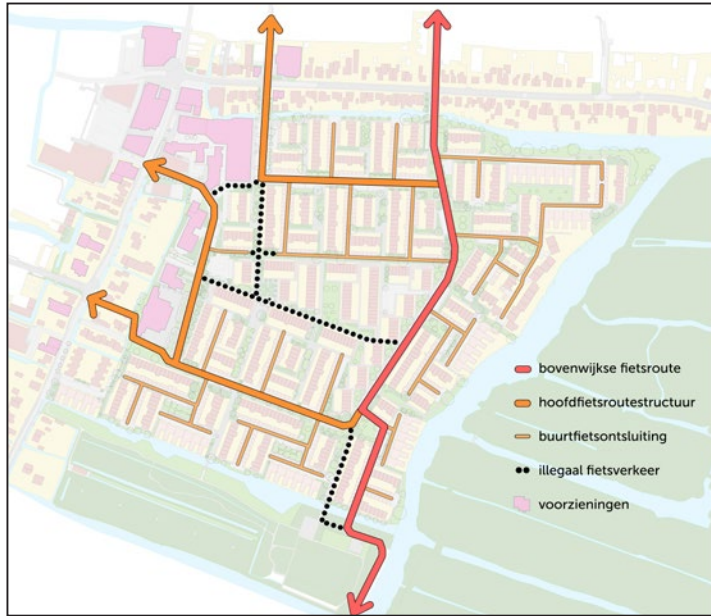 bovenwijkse fietsroute
hoofdfietsroutestructuur
buurtfietsontsluiting
illegaal fietsverkeer
voorzieningen